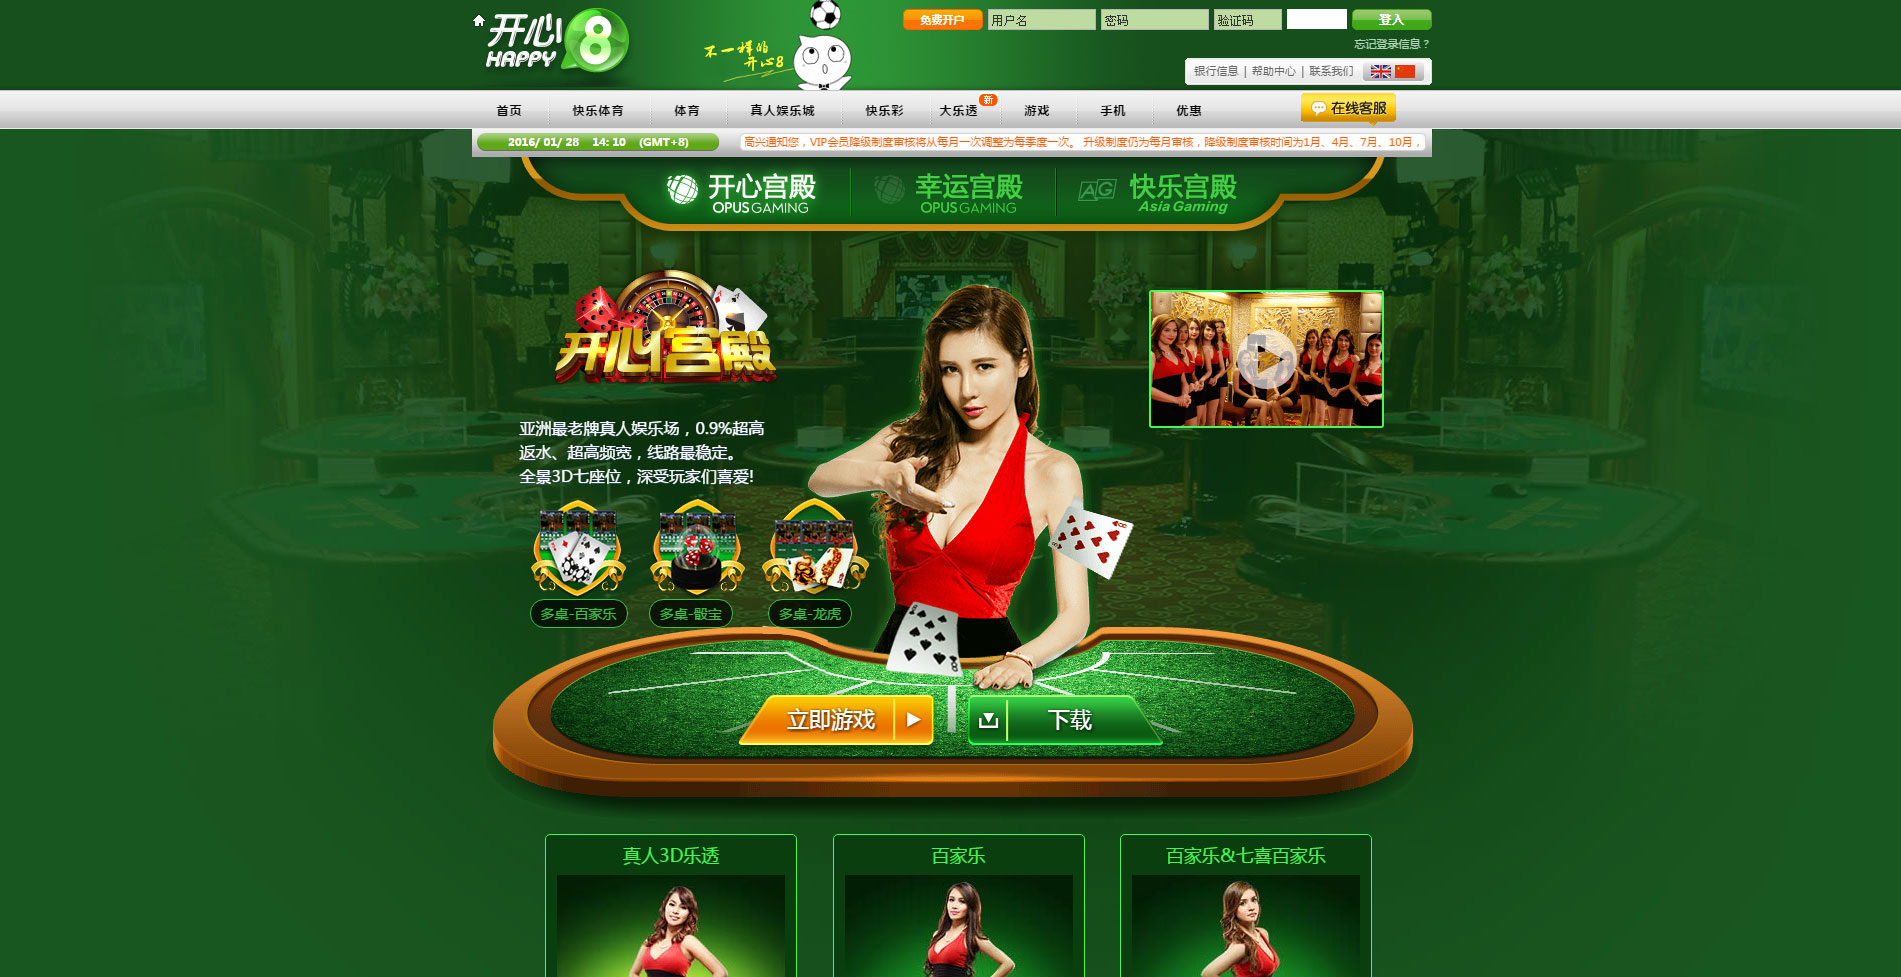 开心8
HAPPY
不一样的
开心8
免费开户
用户名
密码
验证码
登入
忘记登录信息？
银行信息 | 帮助中心 | 联系我们
首页
快乐体育
体育
真人娱乐城
快乐彩
大乐透
新
游戏
手机
优惠
在线客服
2016/ 01/ 28 14: 10 (GMT+8)
高兴通知您，VIP会员降级制度审核将从每月一次调整为每季度一次。 升级制度仍为每月审核，降级制度审核时间为1月、4月、7月、10月，
开心宫殿
OPUS GAMING
幸运宫殿
OPUS GAMING
AG
快乐宫殿
Asia Gaming
开心宫殿
亚洲最老牌真人娱乐场，0.9%超高
返水、超高频宽，线路最稳定。
全景3D七座位，深受玩家们喜爱!
多桌-百家乐
多桌-骰宝
多桌-龙虎
立即游戏
下载
真人3D乐透
百家乐
百家乐&七喜百家乐